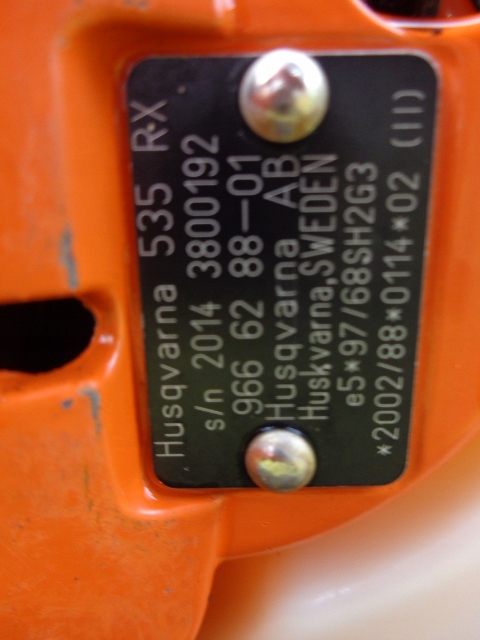 Husqvarna 535 RX
s/n 2014 3800192
966 62 88-01
Husqvarna AB
Huskvarna,SWEDEN
e5*97/68SH2G3
*2002/88*0114*02 (II)